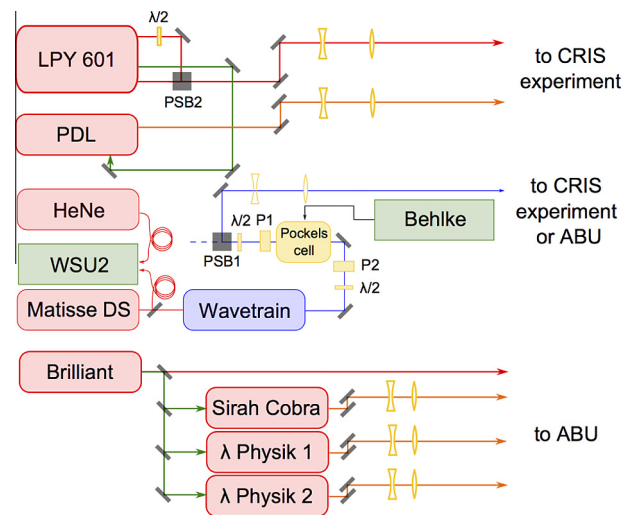 λ/2
LPY 601
PSB2
to CRIS
experiment
PDL
HeNe
to CRIS
experiment
or ABU
λ/2 P1
Pockels
cell
Behlke
PSB1
WSU2
P2
λ/2
Matisse DS
Wavetrain
Brilliant
Sirah Cobra
λ Physik 1
to ABU
λ Physik 2